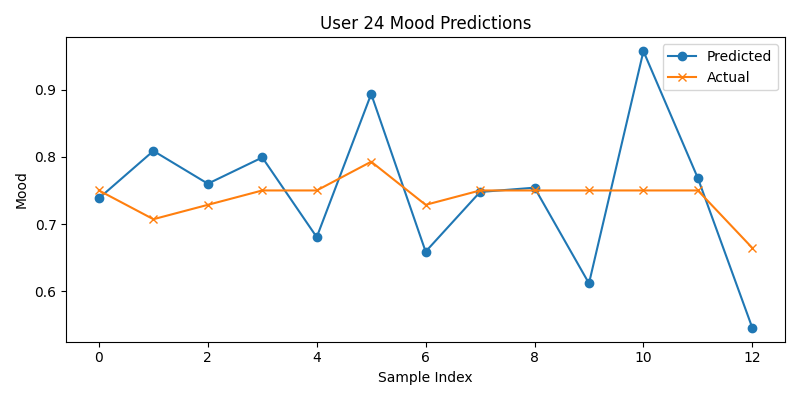 User 24 Mood Predictions
Predicted
Actual
Mood
0.9
0.8
0.7
0.6
0 2 4 6 8 10 12
Sample Index